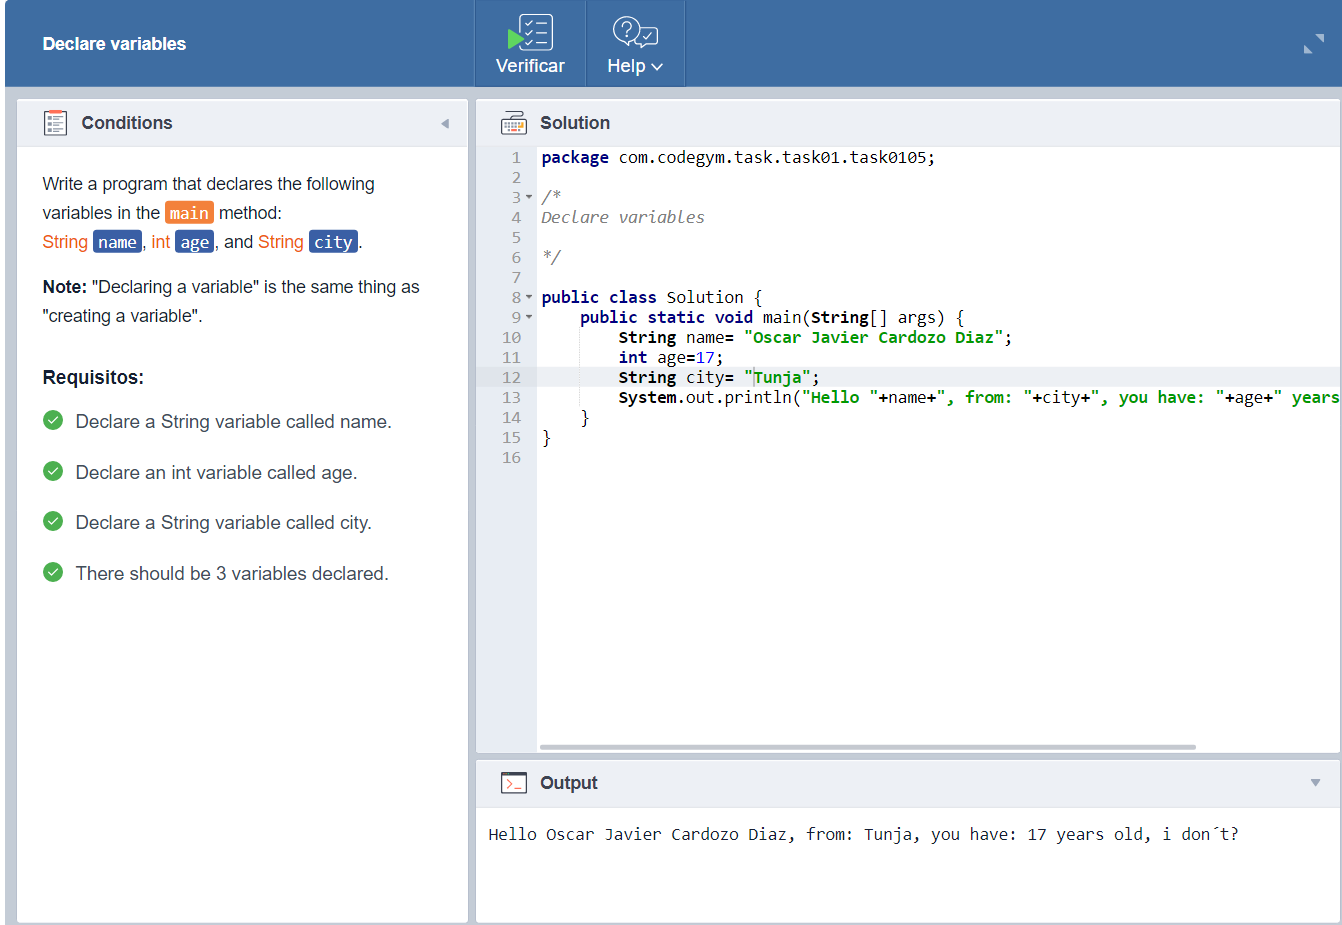 Declare variables
Verificar
Help
Conditions
Write a program that declares the following
variables in the main method:
String name, int age, and String city.
Note: "Declaring a variable" is the same thing as
"creating a variable".
Requisitos:
Declare a String variable called name.
Declare an int variable called age.
Declare a String variable called city.
There should be 3 variables declared.
Solution
1 package com.codegym.task.task01.task0105;
2
3 /*
4 Declare variables
5
6 */
7
8 public class Solution {
9 public static void main(String[] args) {
10 String name= "Oscar Javier Cardozo Diaz";
11 int age=17;
12 String city= "Tunja";
13 System.out.println("Hello "+name+", from: "+city+", you have: "+age+" years
14 }
15 }
16
Output
Hello Oscar Javier Cardozo Diaz, from: Tunja, you have: 17 years old, i don´t?